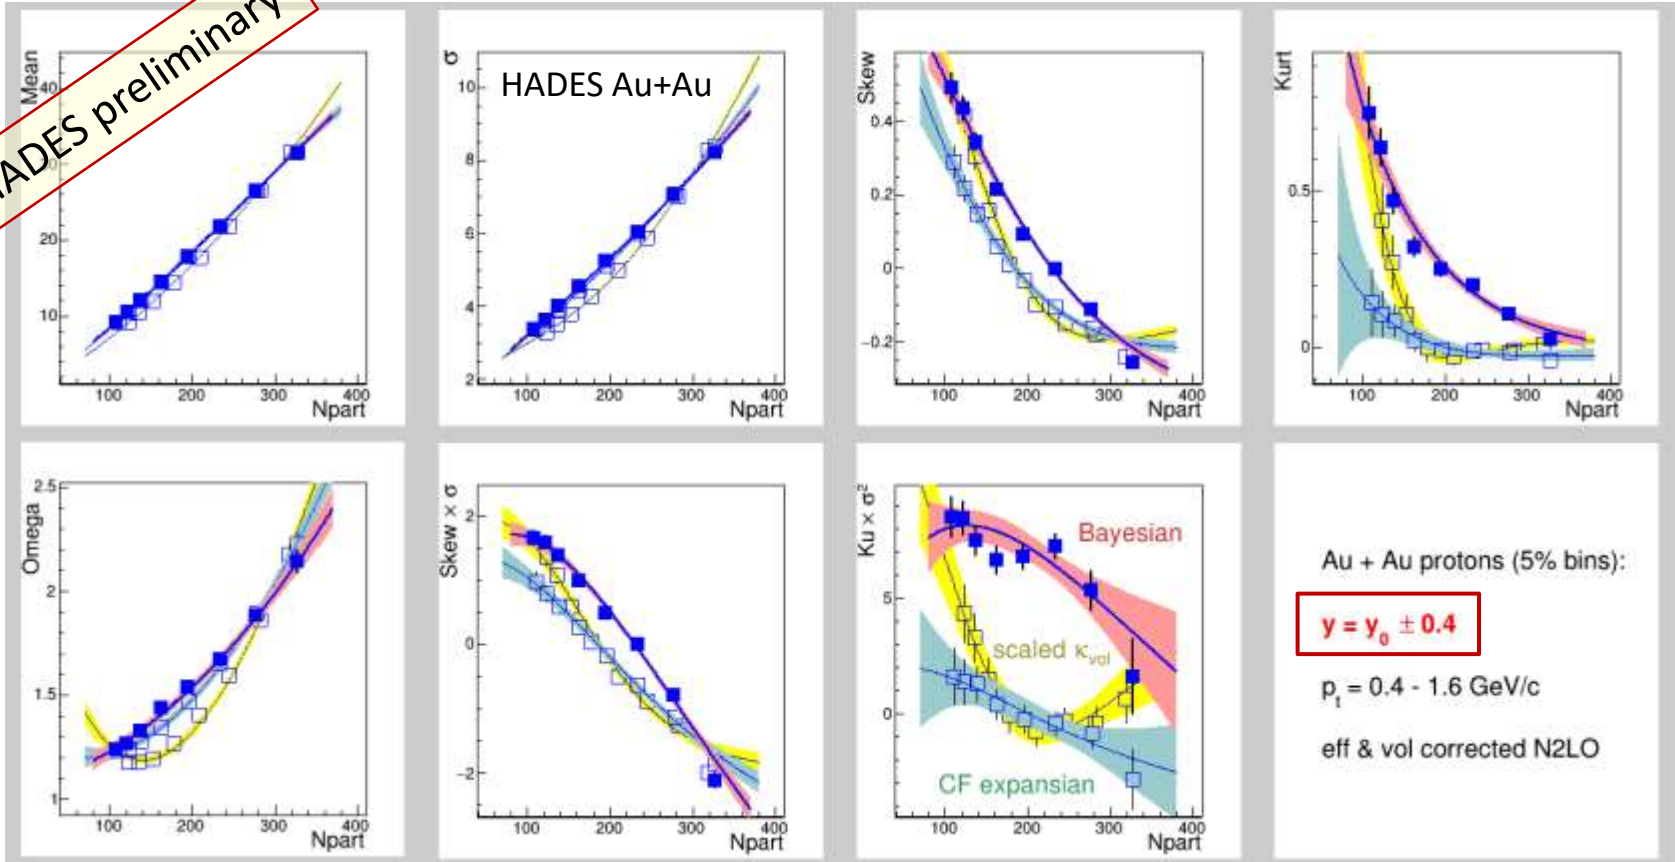 HADES preliminary
Mean
40
30
20
10
100 200 300 400
Npart
σ
HADES Au+Au
10
8
6
4
2
100 200 300 400
Npart
Skew
0.4
0.2
0
−0.2
100 200 300 400
Npart
Kurt
0.5
0
100 200 300 400
Npart
Omega
2.5
2
1.5
1
100 200 300 400
Npart
Skew × σ
2
0
−2
100 200 300 400
Npart
Ku × σ²
5
0
Bayesian
scaled κvol
CF expansian
100 200 300 400
Npart
Au + Au protons (5% bins):
y = y₀ ± 0.4
pt = 0.4 - 1.6 GeV/c
eff & vol corrected N2LO